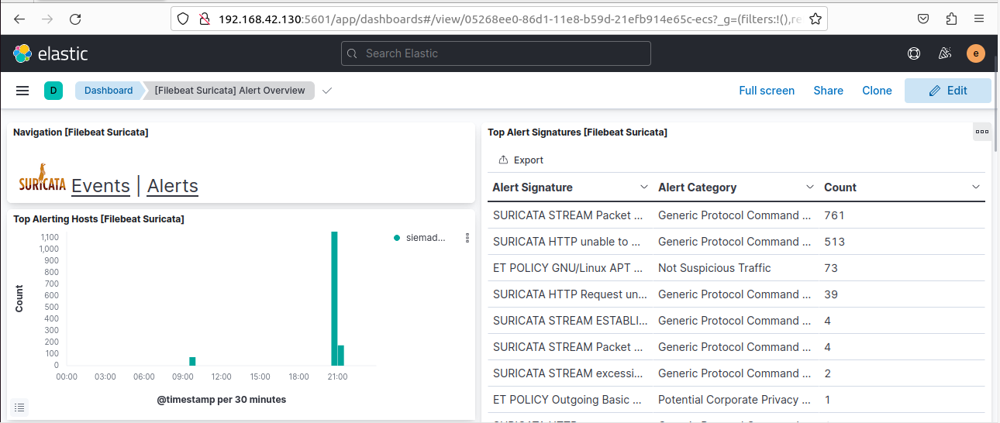 192.168.42.130:5601/app/dashboards#/view/05268ee0-86d1-11e8-b59d-21efb914e65c-ecs?_g=(filters:!(),re
elastic
Search Elastic
e
D
Dashboard
[Filebeat Suricata] Alert Overview
Full screen
Share
Clone
Edit
Navigation [Filebeat Suricata]
SURICATA
Events | Alerts
Top Alerting Hosts [Filebeat Suricata]
1,100
1,000
900
800
700
600
500
400
300
200
100
0
Count
00:00 03:00 06:00 09:00 12:00 15:00 18:00 21:00
@timestamp per 30 minutes
siemad...
Top Alert Signatures [Filebeat Suricata]
Export
Alert Signature Alert Category Count
SURICATA STREAM Packet ... Generic Protocol Command ... 761
SURICATA HTTP unable to ... Generic Protocol Command ... 513
ET POLICY GNU/Linux APT ... Not Suspicious Traffic 73
SURICATA HTTP Request un... Generic Protocol Command ... 39
SURICATA STREAM ESTABLI... Generic Protocol Command ... 4
SURICATA STREAM Packet ... Generic Protocol Command ... 4
SURICATA STREAM excessi... Generic Protocol Command ... 2
ET POLICY Outgoing Basic ... Potential Corporate Privacy ... 1